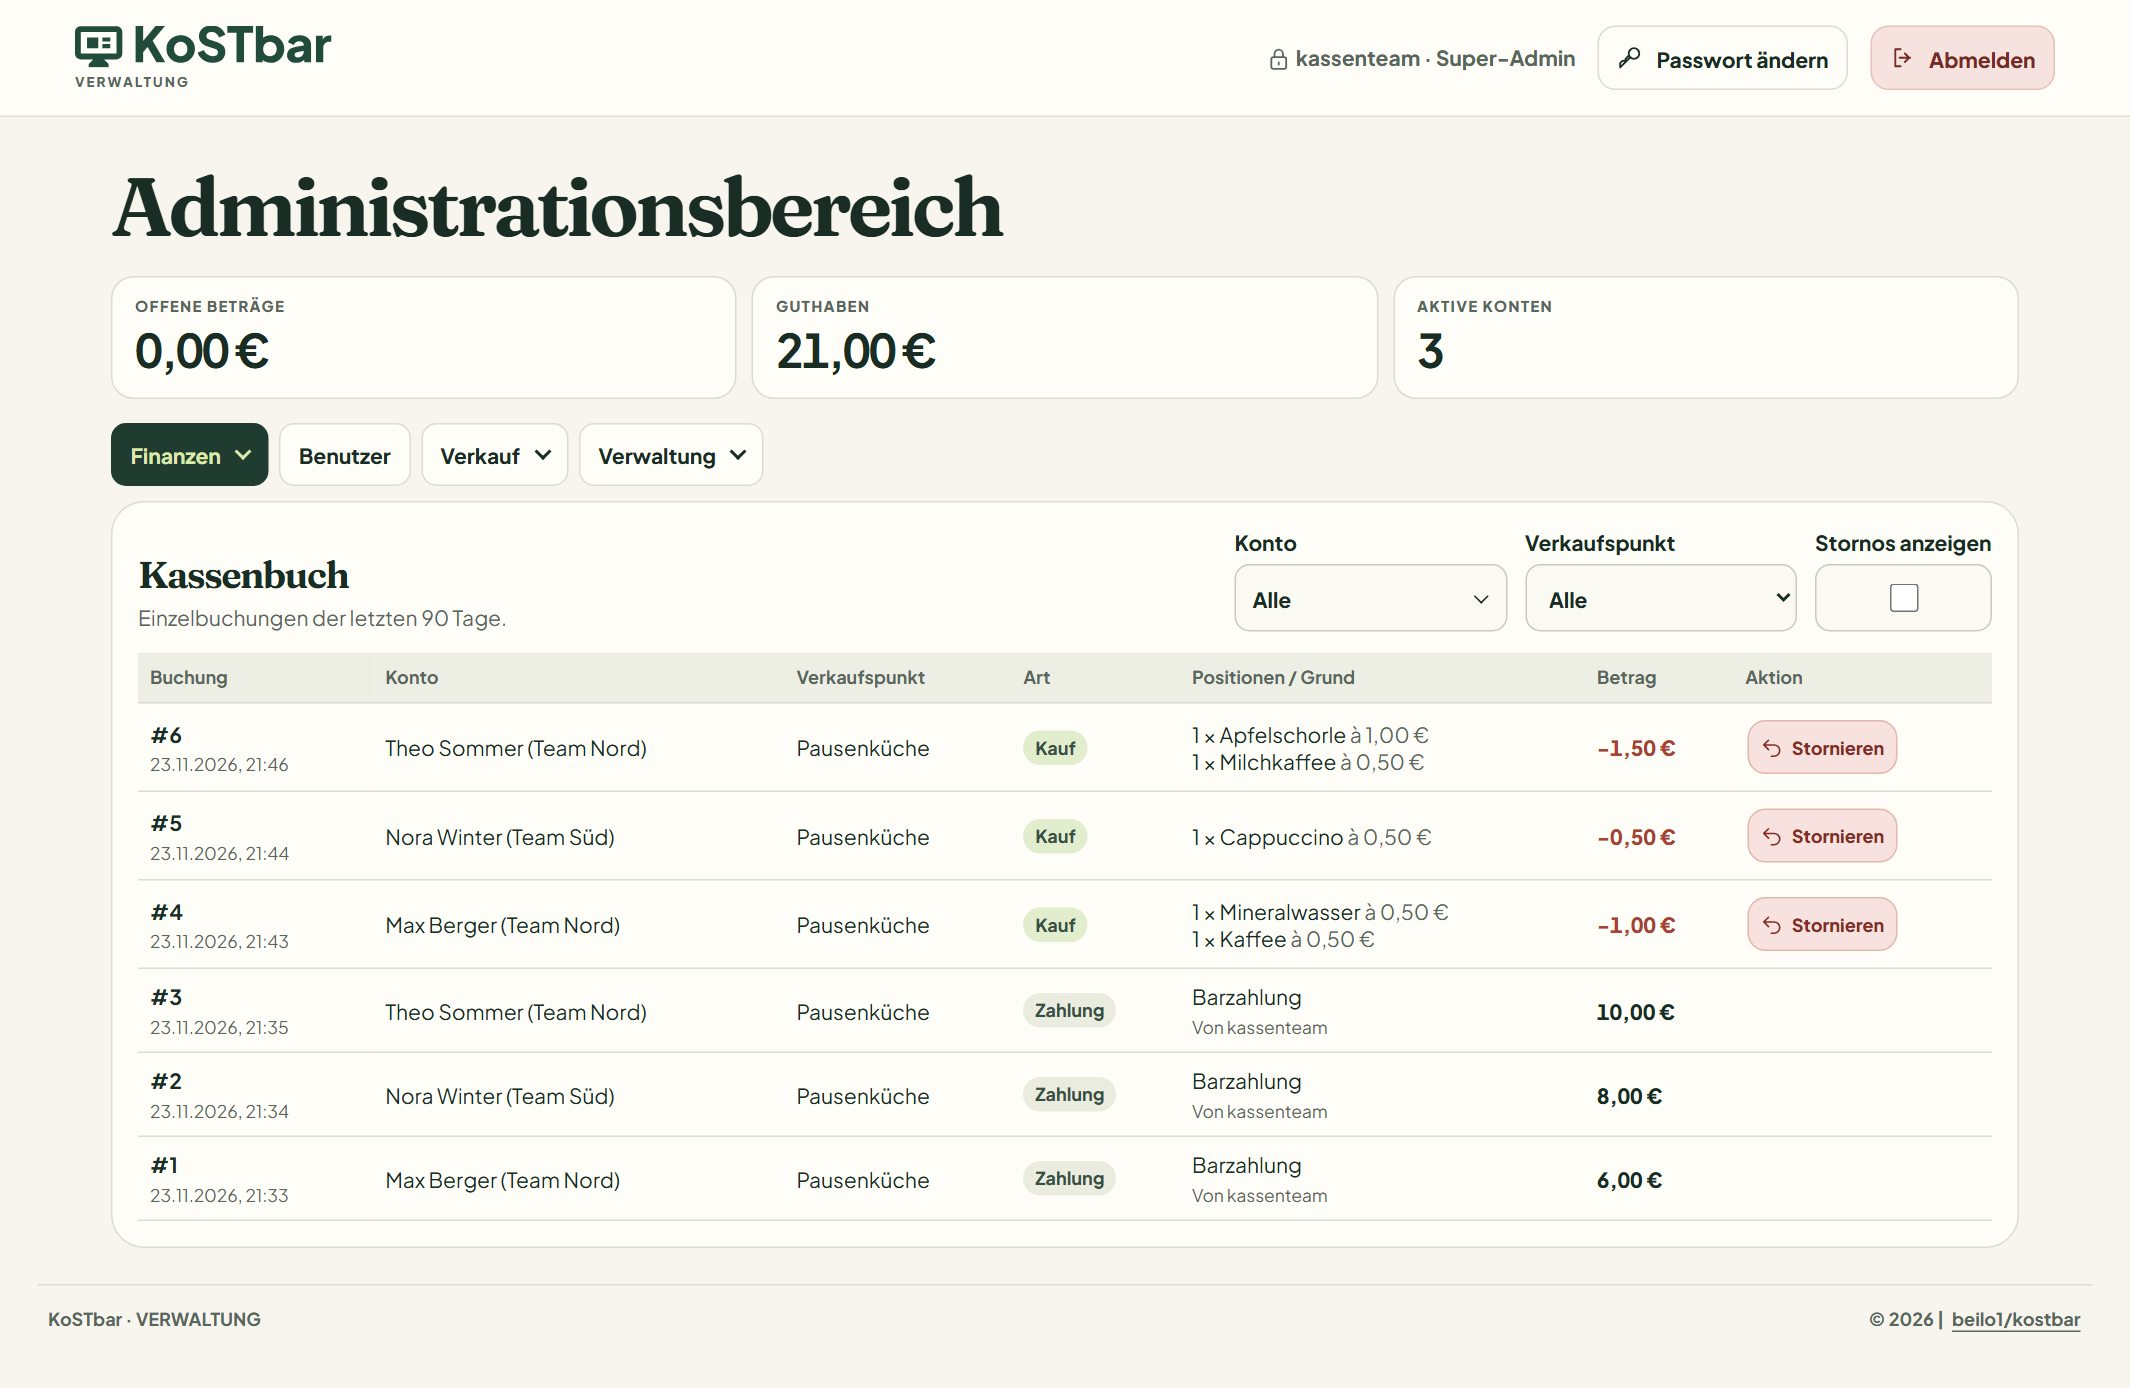 KoSTbar
VERWALTUNG
kassenteam · Super-Admin
Passwort ändern
Abmelden
Administrationsbereich
OFFENE BETRÄGE
0,00 €
GUTHABEN
21,00 €
AKTIVE KONTEN
3
Finanzen
Benutzer
Verkauf
Verwaltung
Kassenbuch
Einzelbuchungen der letzten 90 Tage.
Konto
Alle
Verkaufspunkt
Alle
Stornos anzeigen
Buchung Konto Verkaufspunkt Art Positionen / Grund Betrag Aktion
#6
23.11.2026, 21:46
Theo Sommer (Team Nord)
Pausenküche
Kauf
1 × Apfelschorle à 1,00 €
1 × Milchkaffee à 0,50 €
-1,50 €
Stornieren
#5
23.11.2026, 21:44
Nora Winter (Team Süd)
Pausenküche
Kauf
1 × Cappuccino à 0,50 €
-0,50 €
Stornieren
#4
23.11.2026, 21:43
Max Berger (Team Nord)
Pausenküche
Kauf
1 × Mineralwasser à 0,50 €
1 × Kaffee à 0,50 €
-1,00 €
Stornieren
#3
23.11.2026, 21:35
Theo Sommer (Team Nord)
Pausenküche
Zahlung
Barzahlung
Von kassenteam
10,00 €
#2
23.11.2026, 21:34
Nora Winter (Team Süd)
Pausenküche
Zahlung
Barzahlung
Von kassenteam
8,00 €
#1
23.11.2026, 21:33
Max Berger (Team Nord)
Pausenküche
Zahlung
Barzahlung
Von kassenteam
6,00 €
KoSTbar · VERWALTUNG
© 2026 | beilo1/kostbar